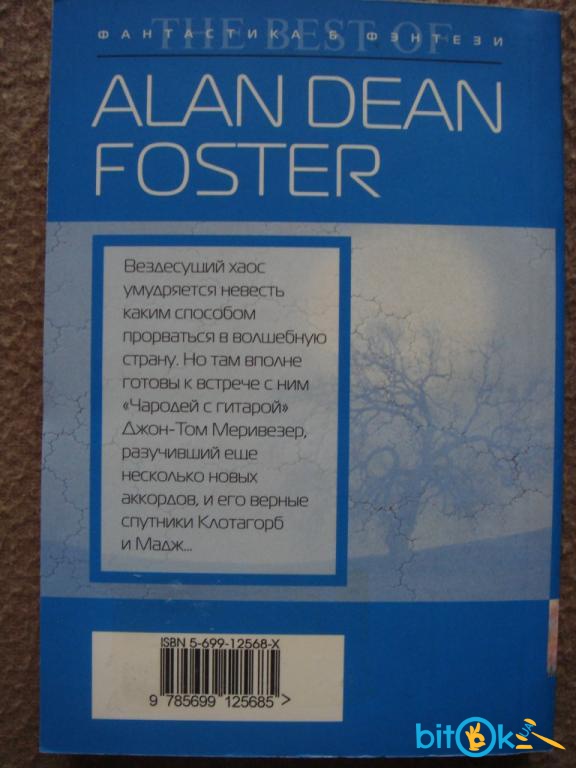 THE BEST OF
ФАНТАСТИКА & ФЭНТЕЗИ
ALAN DEAN
FOSTER
Вездесущий хаос
умудряется невесть
каким способом
прорваться в волшебную
страну. Но там вполне
готовы к встрече с ним
«Чародей с гитарой»
Джон-Том Меривезер,
разучивший еще
несколько новых
аккордов, и его верные
спутники Клотагорб
и Мадж...
ISBN 5-699-12568-X
9 785699 125685 >
bitok.UA